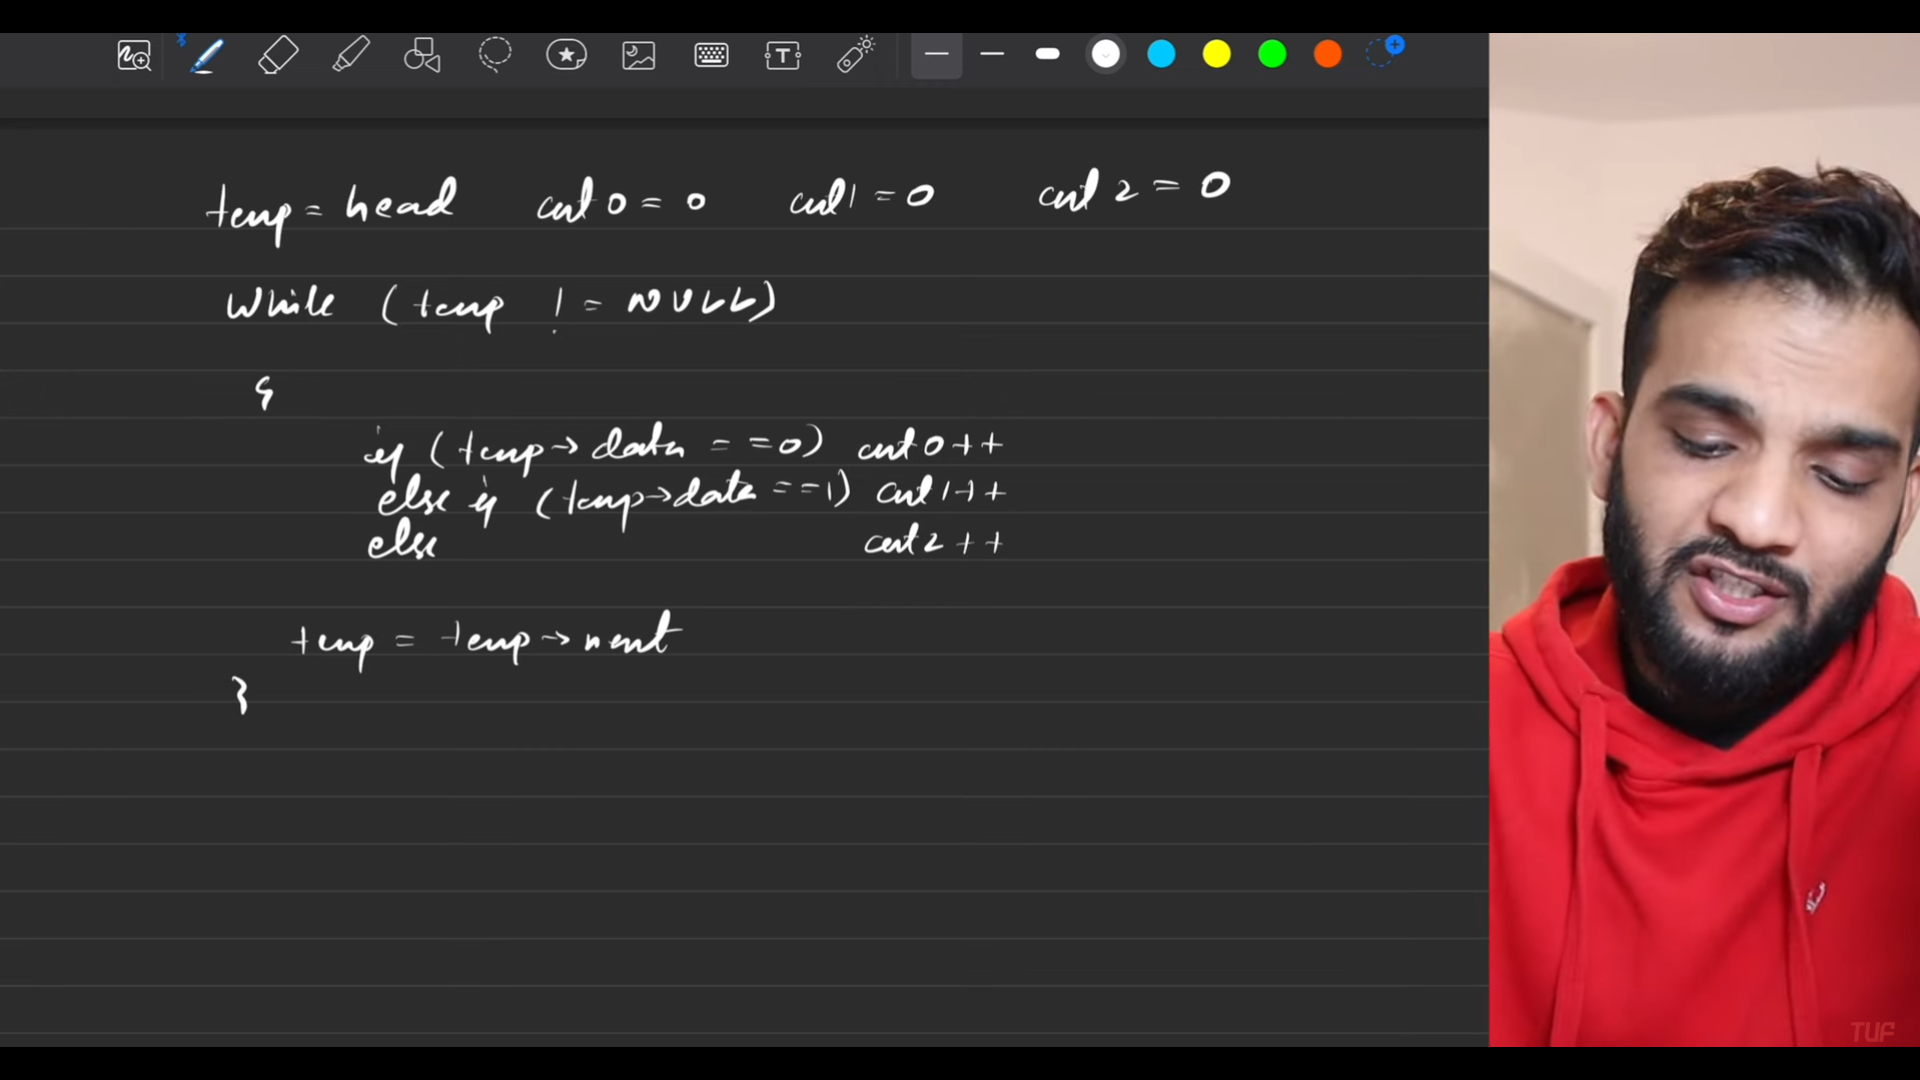 temp = head cnt0 = 0 cnt1 = 0 cnt2 = 0
while (temp != NULL)
{
if (temp→data == 0) cnt0++
else if (temp→data == 1) cnt1++
else cnt2++
temp = temp→next
}
TUF